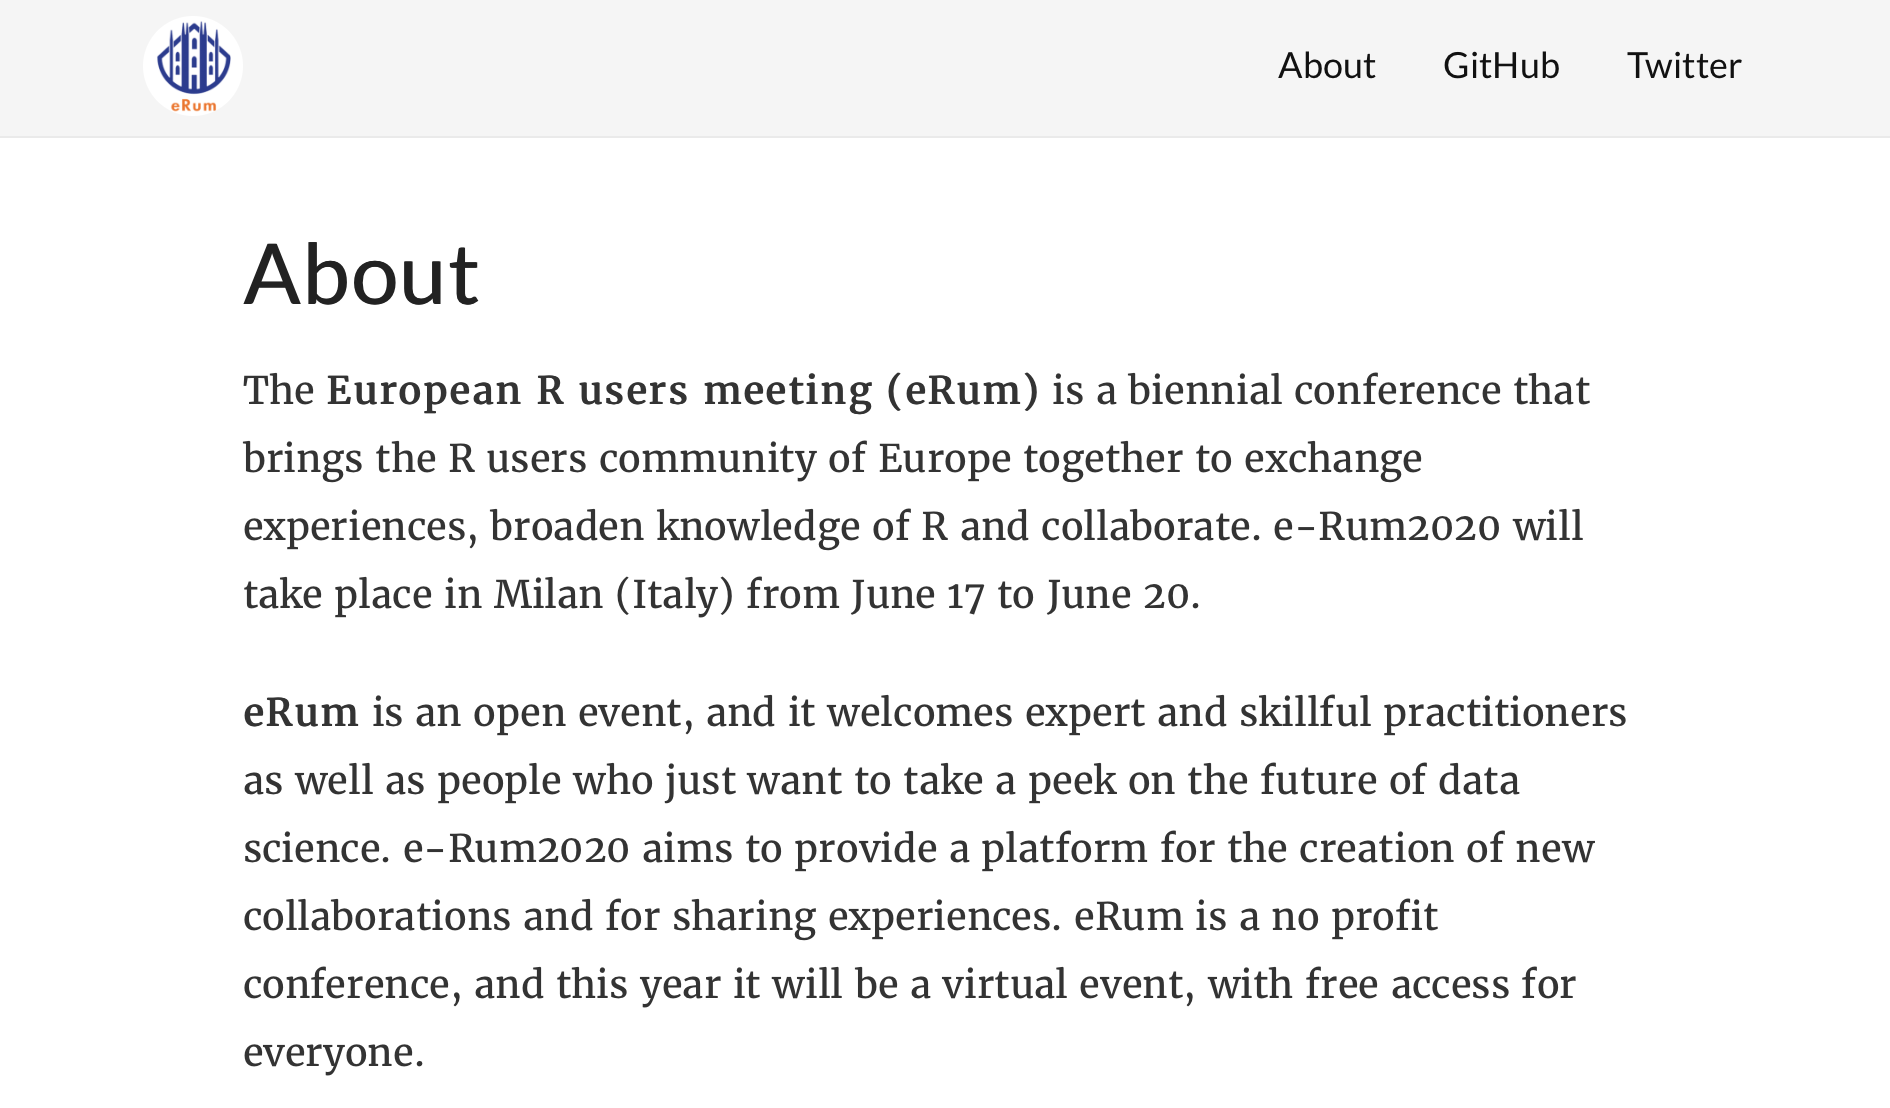 eRum
About GitHub Twitter
About
The European R users meeting (eRum) is a biennial conference that
brings the R users community of Europe together to exchange
experiences, broaden knowledge of R and collaborate. e-Rum2020 will
take place in Milan (Italy) from June 17 to June 20.
eRum is an open event, and it welcomes expert and skillful practitioners
as well as people who just want to take a peek on the future of data
science. e-Rum2020 aims to provide a platform for the creation of new
collaborations and for sharing experiences. eRum is a no profit
conference, and this year it will be a virtual event, with free access for
everyone.